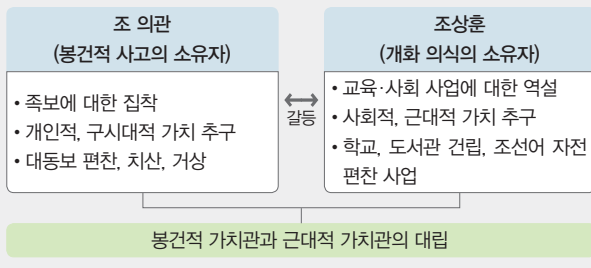 조 의관
(봉건적 사고의 소유자)
• 족보에 대한 집착
• 개인적, 구시대적 가치 추구
• 대동보 편찬, 치산, 거상
갈등
조상훈
(개화 의식의 소유자)
• 교육·사회 사업에 대한 역설
• 사회적, 근대적 가치 추구
• 학교, 도서관 건립, 조선어 자전
편찬 사업
봉건적 가치관과 근대적 가치관의 대립